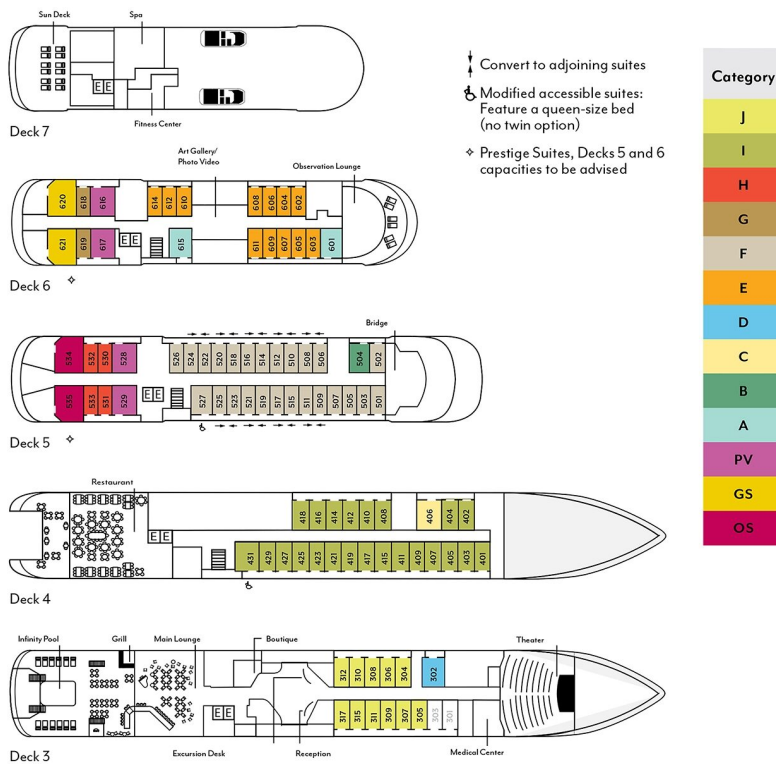 Sun Deck
Spa
E E
Fitness Center
Deck 7
Convert to adjoining suites
Modified accessible suites:
Feature a queen-size bed
(no twin option)
Prestige Suites, Decks 5 and 6
capacities to be advised
Category
J
I
H
G
F
E
D
C
B
A
PV
GS
OS
Art Gallery/
Photo Video
Observation Lounge
620 618 616 614 612 610 608 606 604 602
621 619 617 E E 615 611 609 607 605 603 601
Deck 6
Bridge
534 532 530 528 526 524 522 520 518 516 514 512 510 508 506 504 502
535 533 531 529 E E 527 525 523 521 519 517 515 511 509 507 505 503 501
Deck 5
Restaurant
418 416 414 412 410 408 406 404 402
E E
431 429 427 425 423 421 419 417 415 411 409 407 405 403 401
Deck 4
Infinity Pool
Grill
Main Lounge
Boutique
Theater
312 310 308 306 304 302
E E
317 315 311 309 307 305 303 301
Excursion Desk
Reception
Medical Center
Deck 3